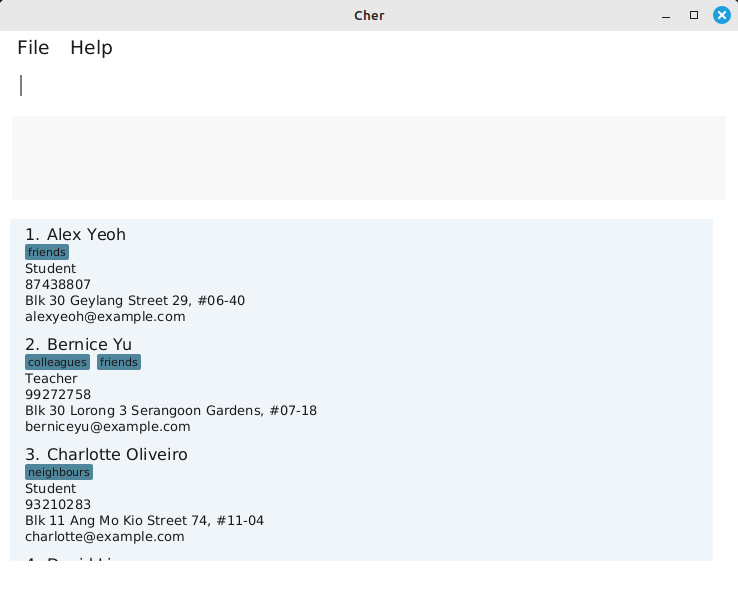 Cher
File Help
1. Alex Yeoh
friends
Student
87438807
Blk 30 Geylang Street 29, #06-40
alexyeoh@example.com
2. Bernice Yu
colleagues friends
Teacher
99272758
Blk 30 Lorong 3 Serangoon Gardens, #07-18
berniceyu@example.com
3. Charlotte Oliveiro
neighbours
Student
93210283
Blk 11 Ang Mo Kio Street 74, #11-04
charlotte@example.com